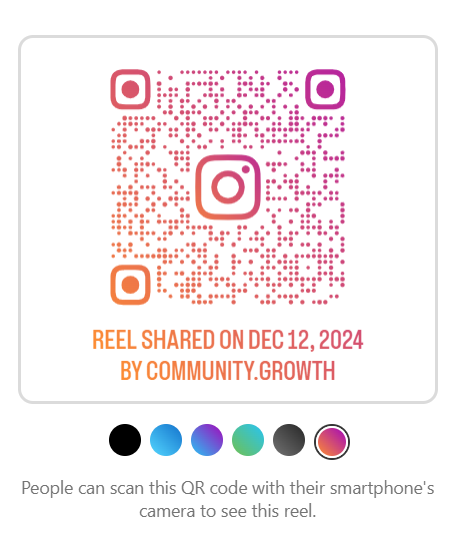 REEL SHARED ON DEC 12, 2024
BY COMMUNITY.GROWTH
People can scan this QR code with their smartphone's
camera to see this reel.